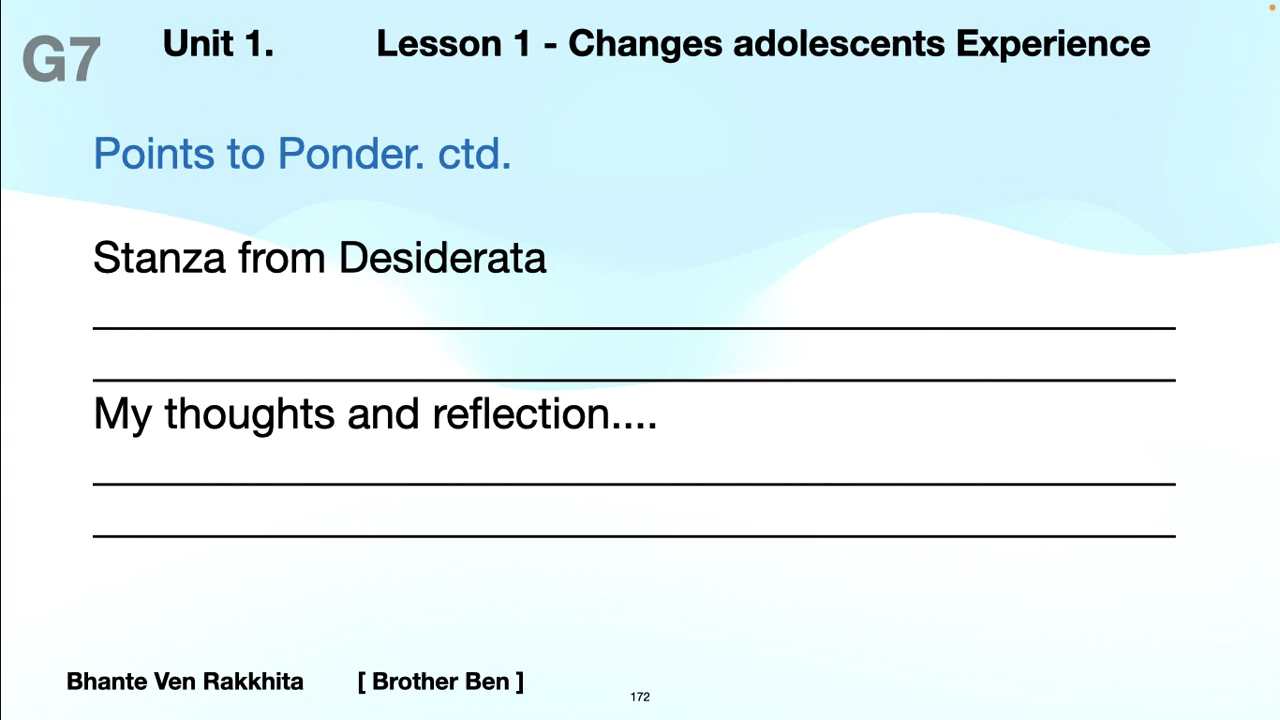 G7 Unit 1. Lesson 1 - Changes adolescents Experience
Points to Ponder. ctd.
Stanza from Desiderata
My thoughts and reflection....
Bhante Ven Rakkhita [ Brother Ben ]
172